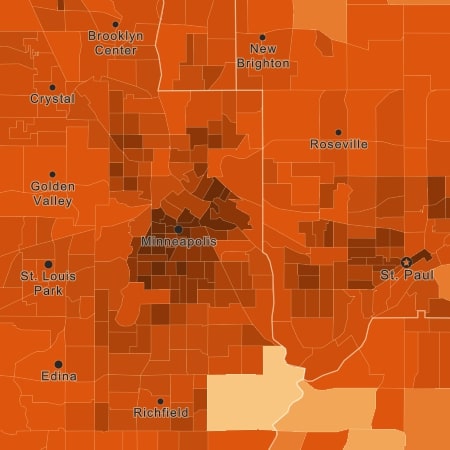 Brooklyn
Center
New
Brighton
Crystal
Roseville
Golden
Valley
Minneapolis
St. Louis
Park
St. Paul
Edina
Richfield